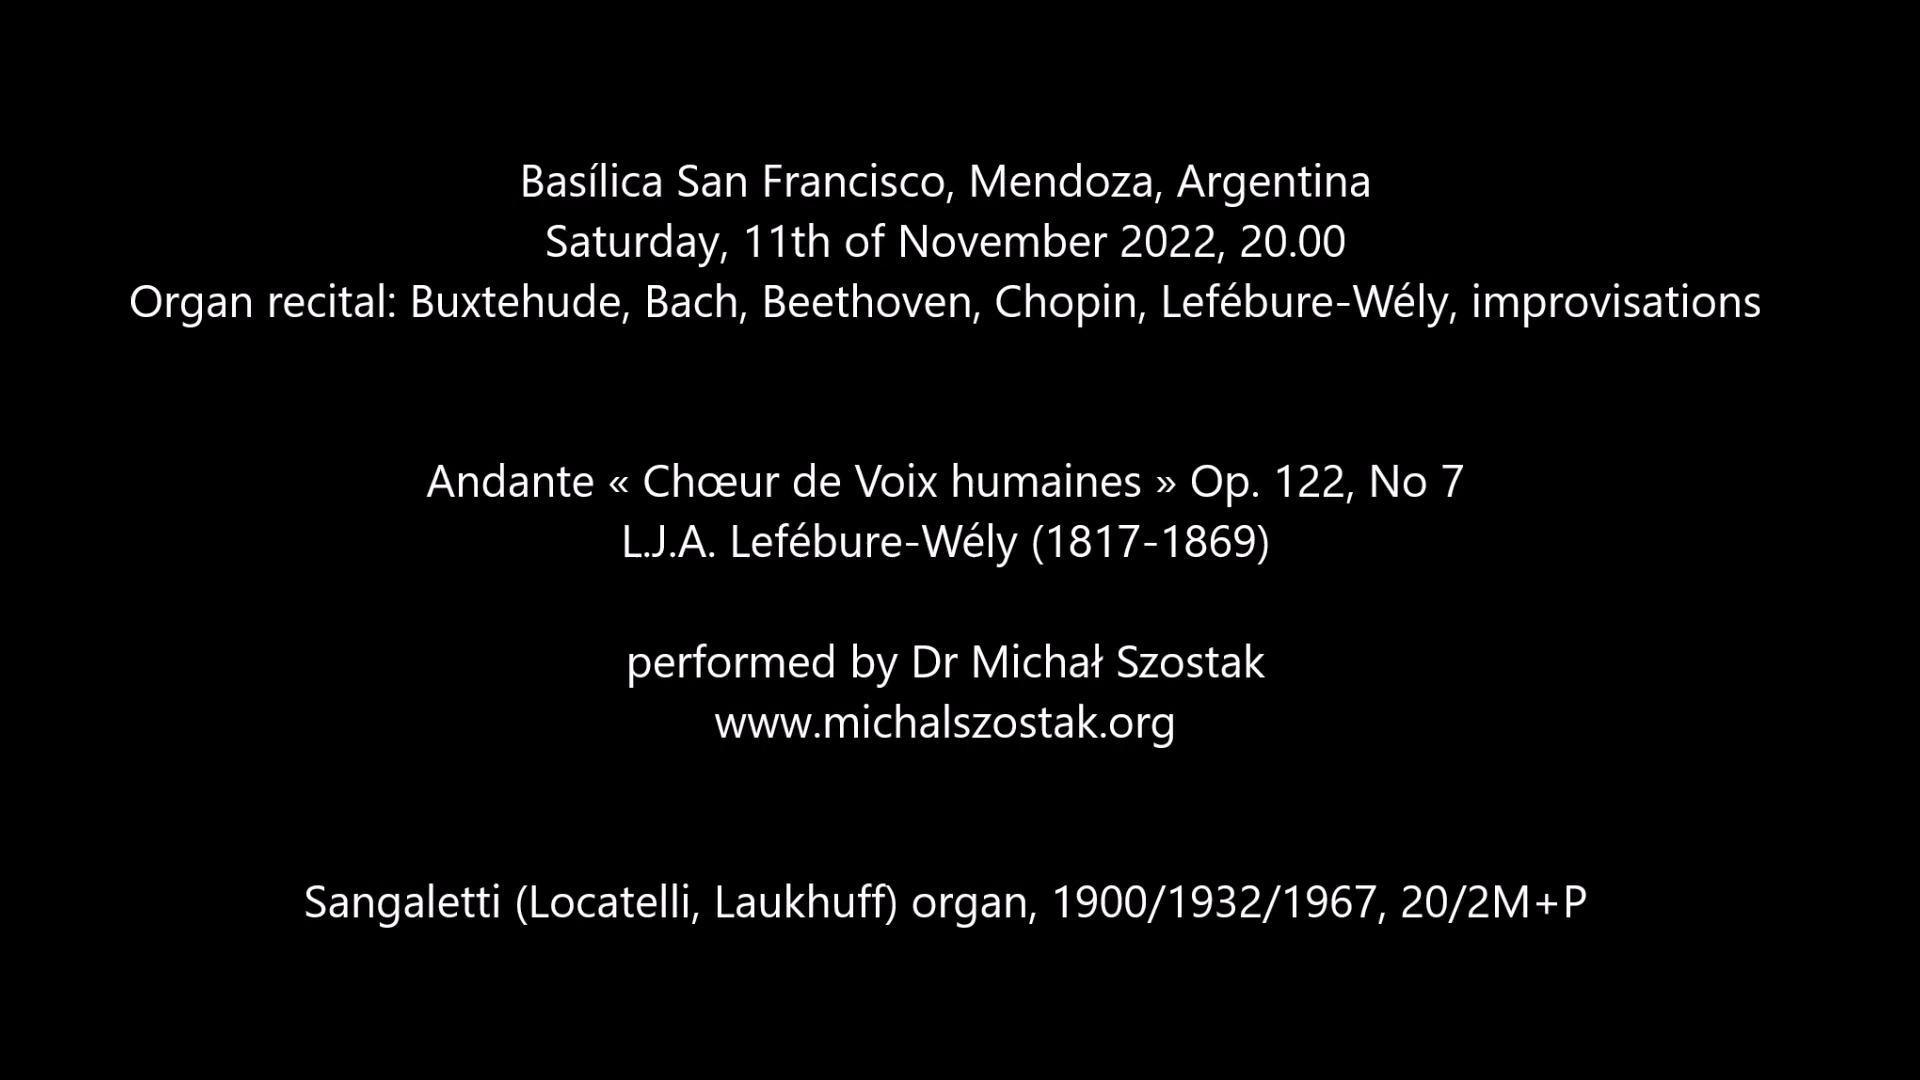 Basílica San Francisco, Mendoza, Argentina
Saturday, 11th of November 2022, 20.00
Organ recital: Buxtehude, Bach, Beethoven, Chopin, Lefébure-Wély, improvisations
Andante « Chœur de Voix humaines » Op. 122, No 7
L.J.A. Lefébure-Wély (1817-1869)
performed by Dr Michał Szostak
www.michalszostak.org
Sangaletti (Locatelli, Laukhuff) organ, 1900/1932/1967, 20/2M+P